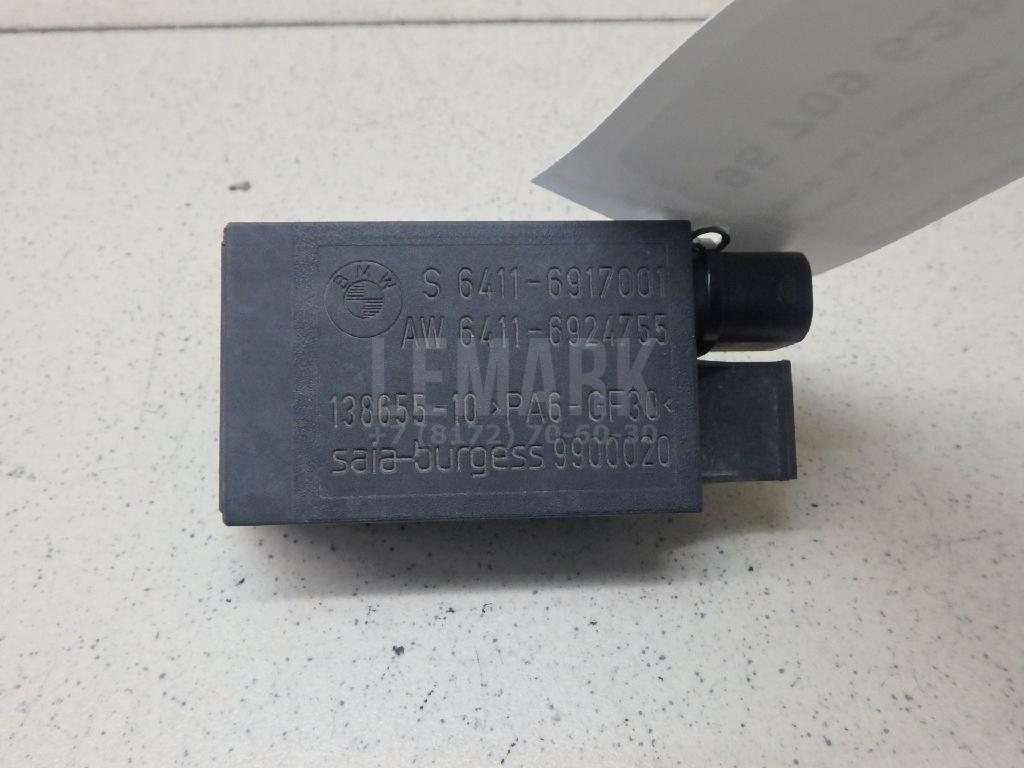 BMW
S 6411-6917001
AW 6411-6924755
LEMARK
138655-10 >PA6-GF30<
+7 (8172) 70-60-30
saia-burgess 9900020